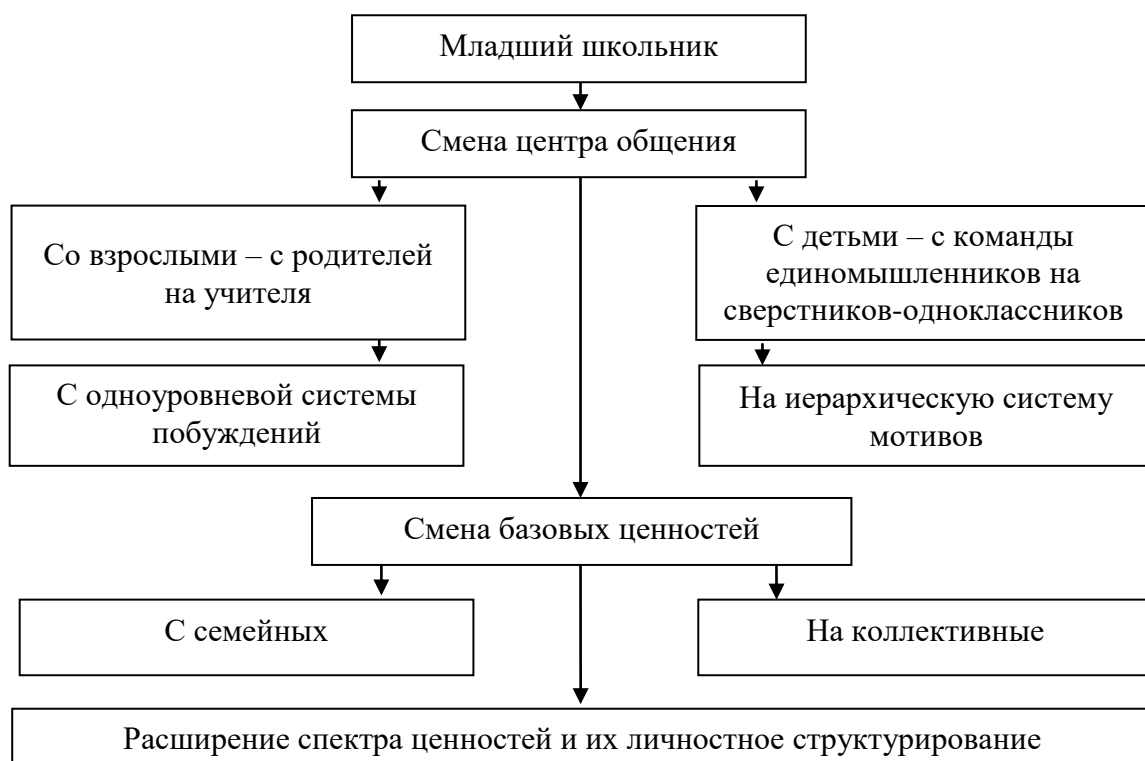 Младший школьник
Смена центра общения
Со взрослыми – с родителей
на учителя
С детьми – с команды
единомышленников на
сверстников-одноклассников
С одноуровневой системы
побуждений
На иерархическую систему
мотивов
Смена базовых ценностей
С семейных
На коллективные
Расширение спектра ценностей и их личностное структурирование